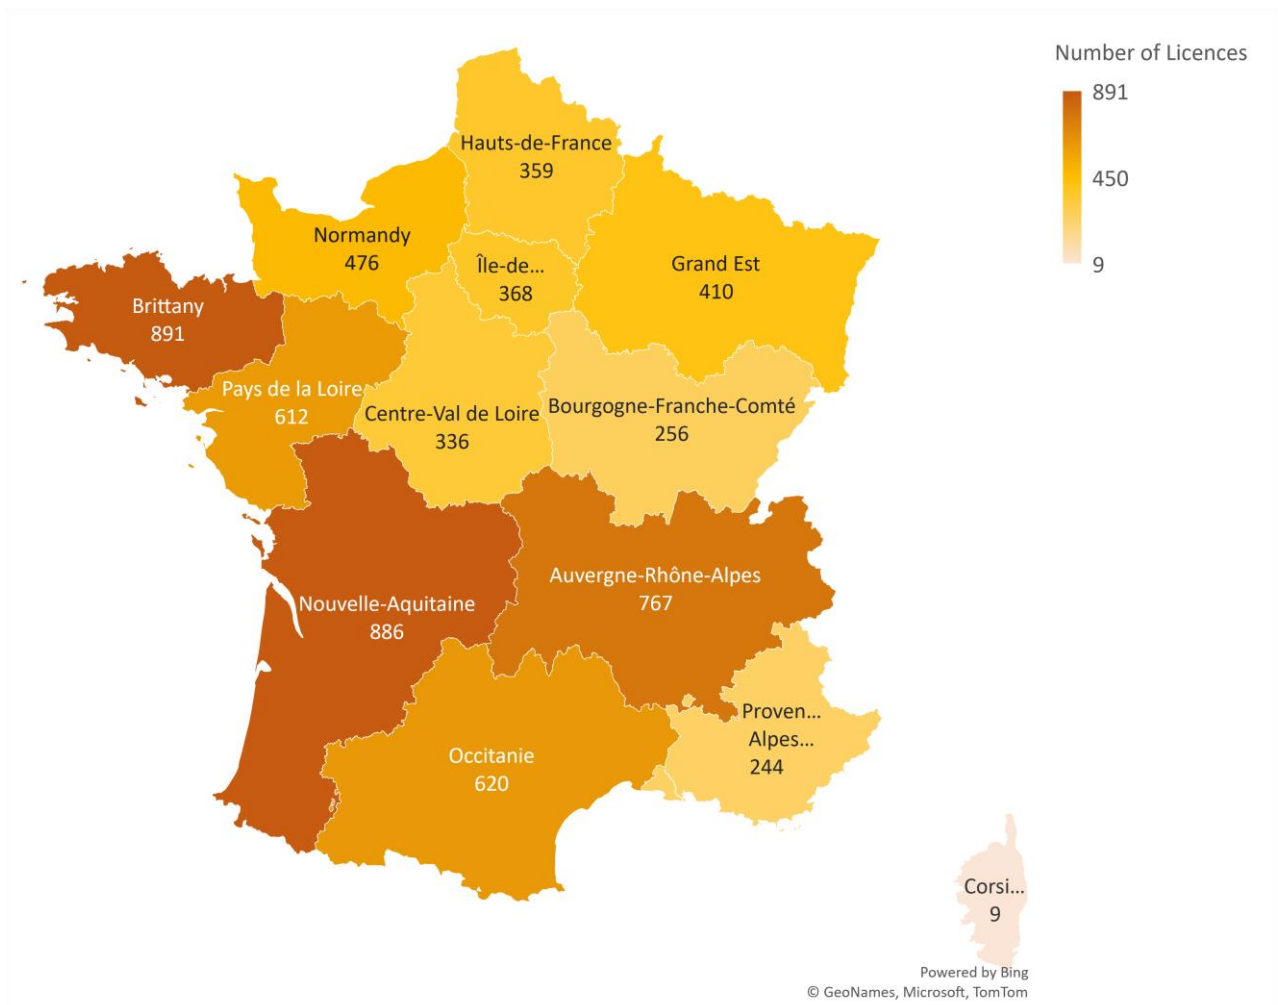 Number of Licences
891
450
9
Hauts-de-France
359
Normandy
476
Île-de...
368
Grand Est
410
Brittany
891
Pays de la Loire
612
Centre-Val de Loire
336
Bourgogne-Franche-Comté
256
Auvergne-Rhône-Alpes
767
Nouvelle-Aquitaine
886
Proven...
Alpes...
244
Occitanie
620
Corsi...
9
Powered by Bing
© GeoNames, Microsoft, TomTom